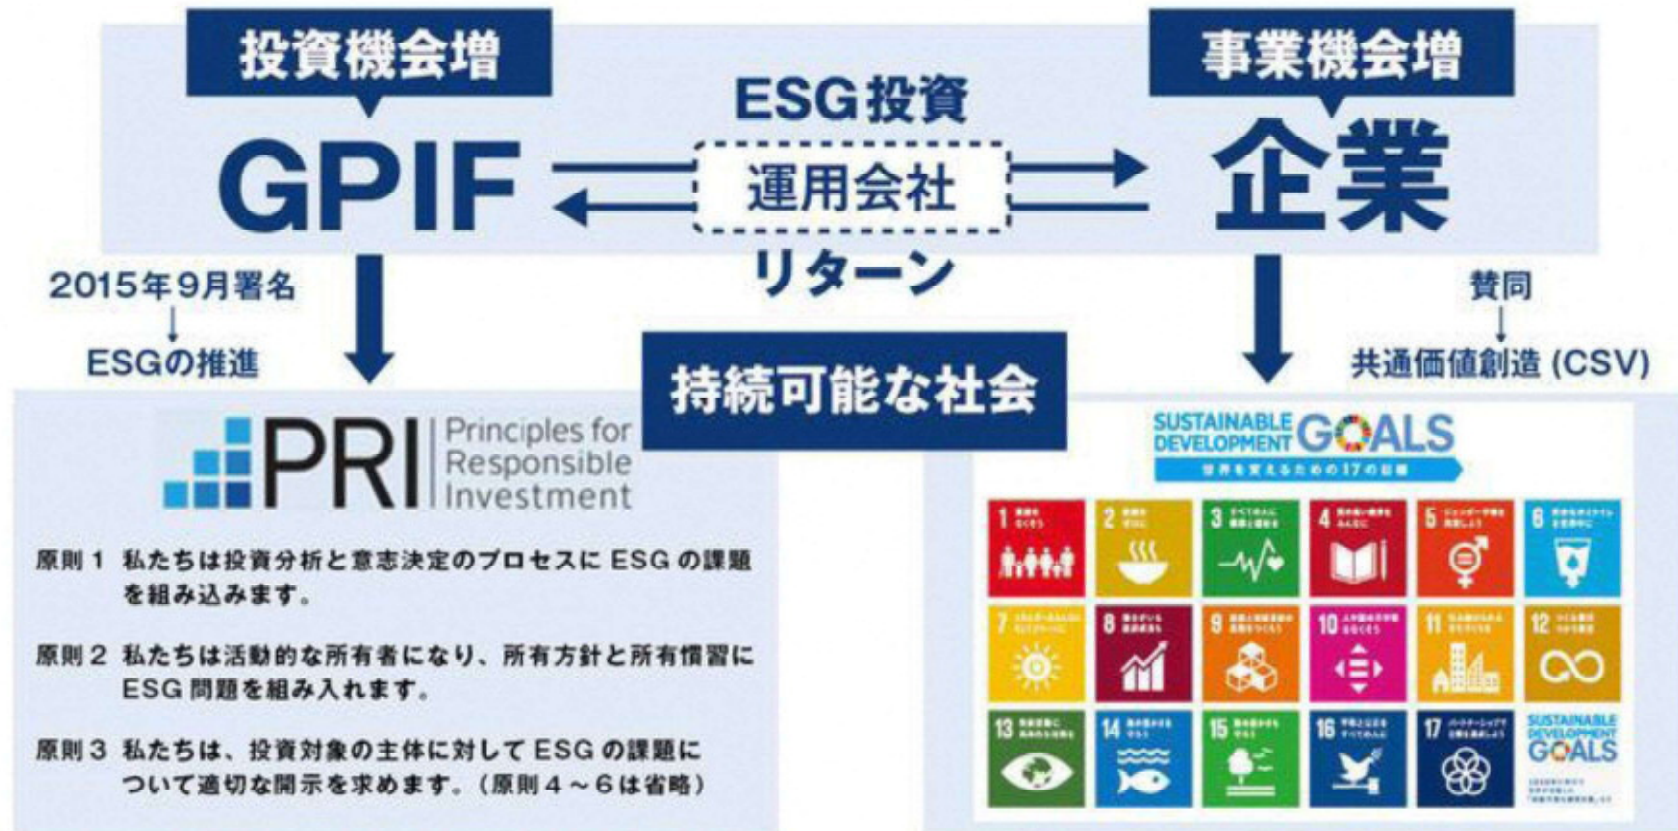 投資機会増
事業機会増
ESG投資
GPIF
運用会社
企業
リターン
2015年9月署名
ESGの推進
賛同
共通価値創造 (CSV)
持続可能な社会
PRI
Principles for
Responsible
Investment
原則1 私たちは投資分析と意志決定のプロセスに ESG の課題
を組み込みます。
原則2 私たちは活動的な所有者になり、所有方針と所有慣習に
ESG 問題を組み入れます。
原則3 私たちは、投資対象の主体に対して ESG の課題に
ついて適切な開示を求めます。(原則4～6は省略)
SUSTAINABLE
DEVELOPMENT
GOALS
世界を変えるための17の目標
1
2
3 すべての人に
4
5
6
7
8
9
10
11
12
13
14
15
16
17
SUSTAINABLE
DEVELOPMENT
GOALS